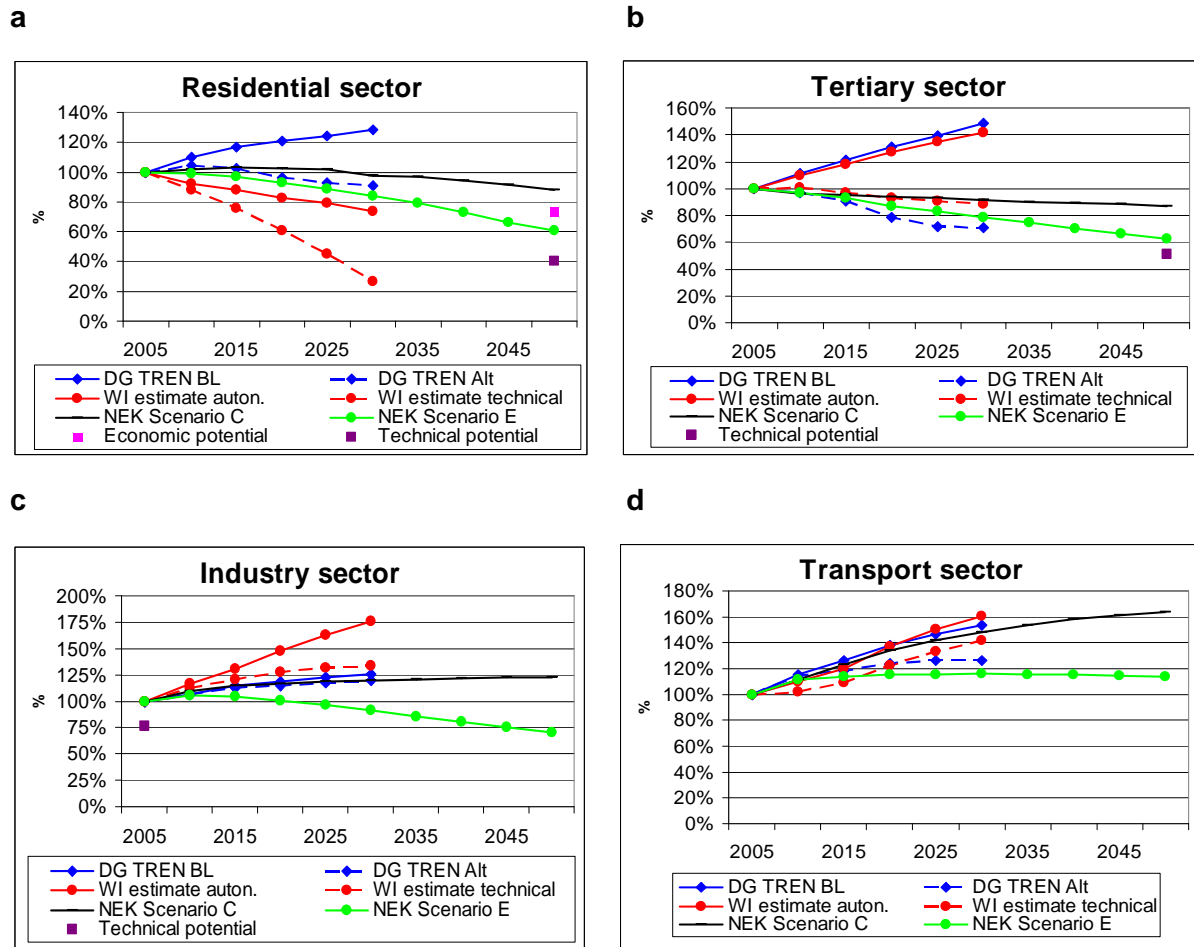 a
b
Residential sector
140%
120%
100%
80%
60%
40%
20%
0%
%
2005 2015 2025 2035 2045
DG TREN BL DG TREN Alt
WI estimate auton. WI estimate technical
NEK Scenario C NEK Scenario E
Economic potential Technical potential
Tertiary sector
160%
140%
120%
100%
80%
60%
40%
20%
0%
%
2005 2015 2025 2035 2045
DG TREN BL DG TREN Alt
WI estimate auton. WI estimate technical
NEK Scenario C NEK Scenario E
Technical potential
c
d
Industry sector
200%
175%
150%
125%
100%
75%
50%
25%
0%
%
2005 2015 2025 2035 2045
DG TREN BL DG TREN Alt
WI estimate auton. WI estimate technical
NEK Scenario C NEK Scenario E
Technical potential
Transport sector
180%
160%
140%
120%
100%
80%
60%
40%
20%
0%
%
2005 2015 2025 2035 2045
DG TREN BL DG TREN Alt
WI estimate auton. WI estimate technical
NEK Scenario C NEK Scenario E